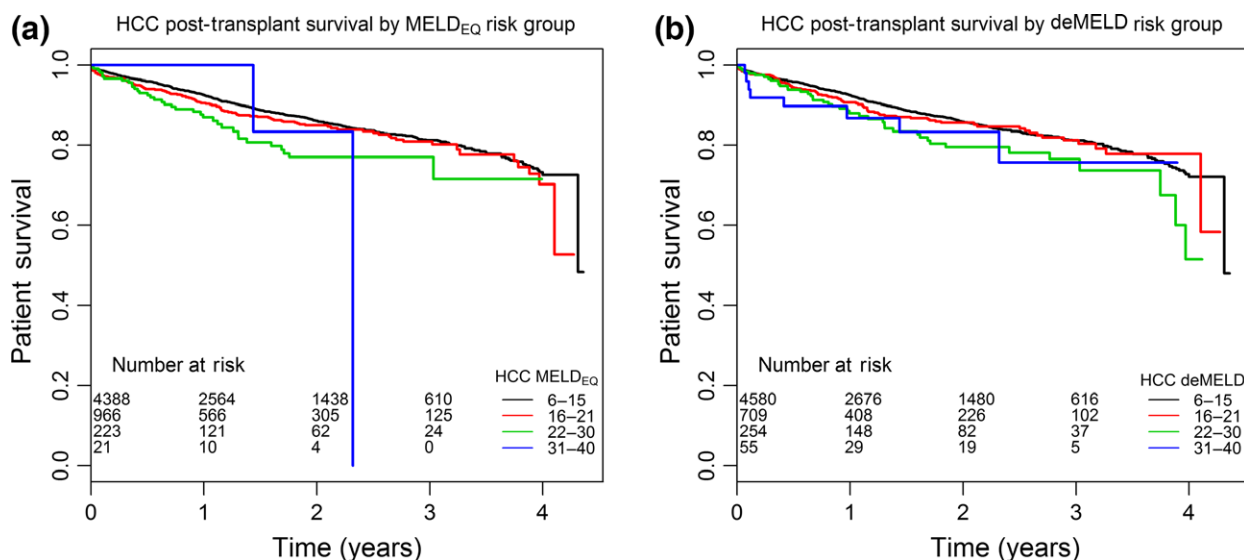 (a)
HCC post-transplant survival by MELDEQ risk group
Patient survival
1.0
0.8
0.6
0.4
0.2
0.0
Number at risk
HCC MELDEQ
4388 2564 1438 610 6–15
966 566 305 125 16–21
223 121 62 24 22–30
21 10 4 0 31–40
0 1 2 3 4
Time (years)
(b)
HCC post-transplant survival by deMELD risk group
Patient survival
1.0
0.8
0.6
0.4
0.2
0.0
Number at risk
HCC deMELD
4580 2676 1480 616 6–15
709 408 226 102 16–21
254 148 82 37 22–30
55 29 19 5 31–40
0 1 2 3 4
Time (years)